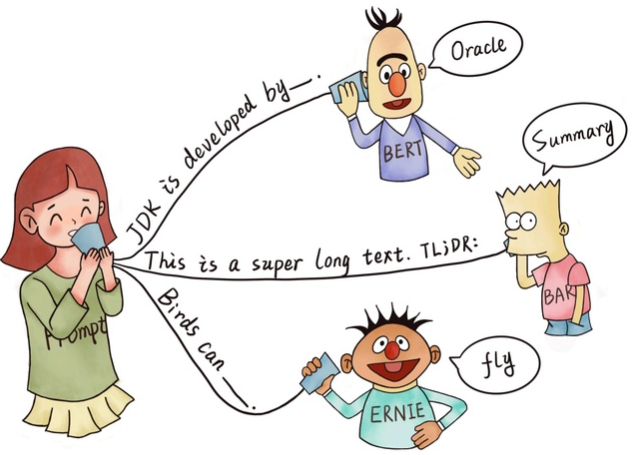 Oracle
JDK is developed by —.
BERT
Summary
This is a super long text. TL;DR:
BAR
Prompt
Birds can —.
fly
ERNIE